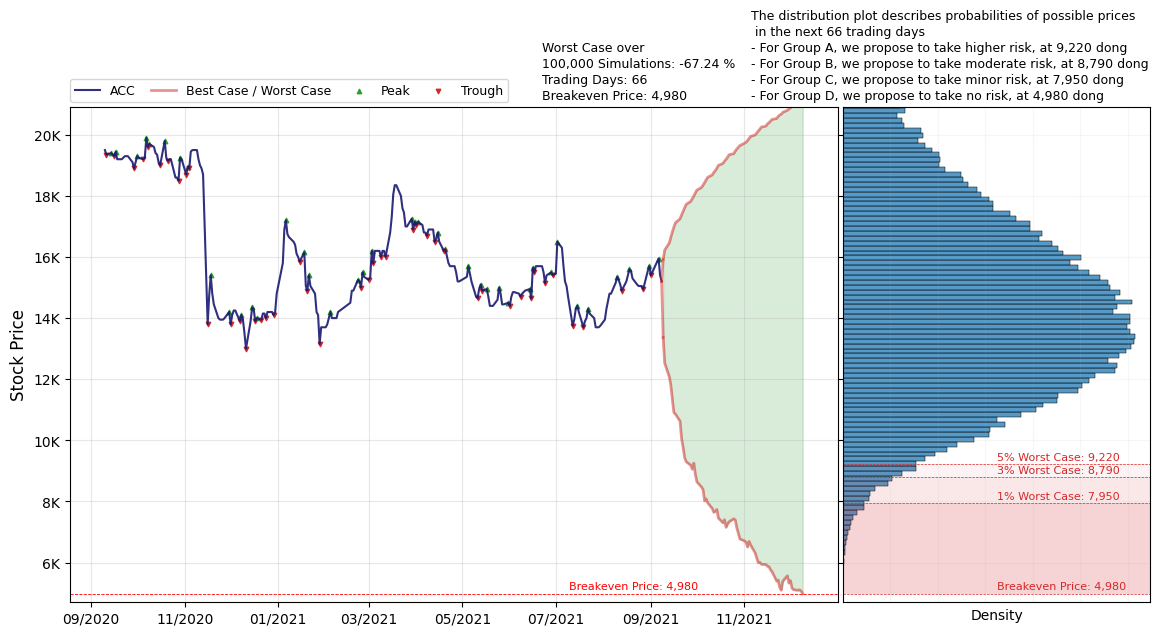 The distribution plot describes probabilities of possible prices
in the next 66 trading days
- For Group A, we propose to take higher risk, at 9,220 dong
- For Group B, we propose to take moderate risk, at 8,790 dong
- For Group C, we propose to take minor risk, at 7,950 dong
- For Group D, we propose to take no risk, at 4,980 dong
Worst Case over
100,000 Simulations: -67.24 %
Trading Days: 66
Breakeven Price: 4,980
ACC
Best Case / Worst Case
Peak
Trough
Stock Price
20K
18K
16K
14K
12K
10K
8K
6K
Breakeven Price: 4,980
09/2020
11/2020
01/2021
03/2021
05/2021
07/2021
09/2021
11/2021
5% Worst Case: 9,220
3% Worst Case: 8,790
1% Worst Case: 7,950
Breakeven Price: 4,980
Density